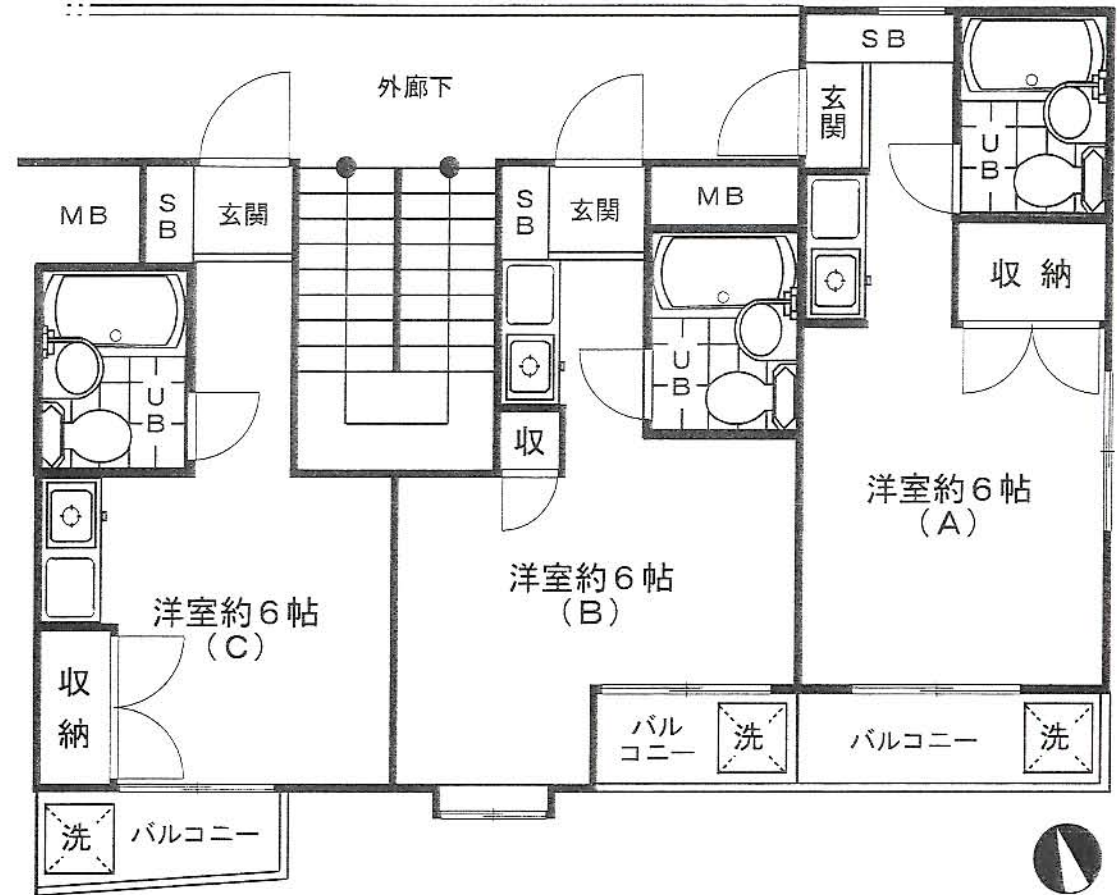 外廊下
SB
玄関
UB
収納
洋室約6帖
(A)
バルコニー
洗
SB
玄関
MB
UB
収
洋室約6帖
(B)
バル
コニー
洗
MB
SB
玄関
UB
洋室約6帖
(C)
収納
洗
バルコニー